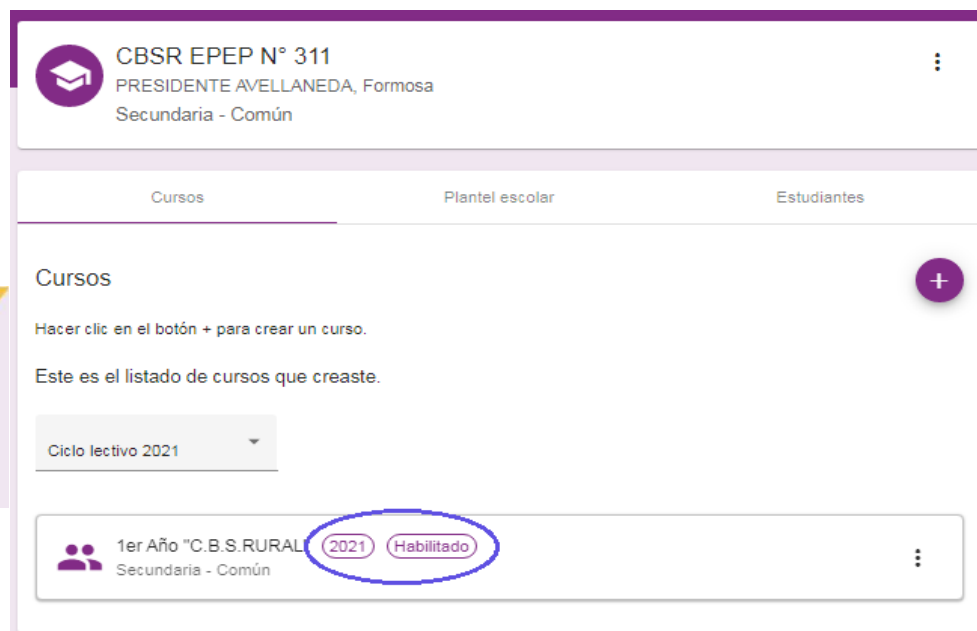 CBSR EPEP N° 311
PRESIDENTE AVELLANEDA, Formosa
Secundaria - Común
Cursos
Plantel escolar
Estudiantes
Cursos
+
Hacer clic en el botón + para crear un curso.
Este es el listado de cursos que creaste.
Ciclo lectivo 2021
1er Año "C.B.S.RURAL 2021 Habilitado
Secundaria - Común